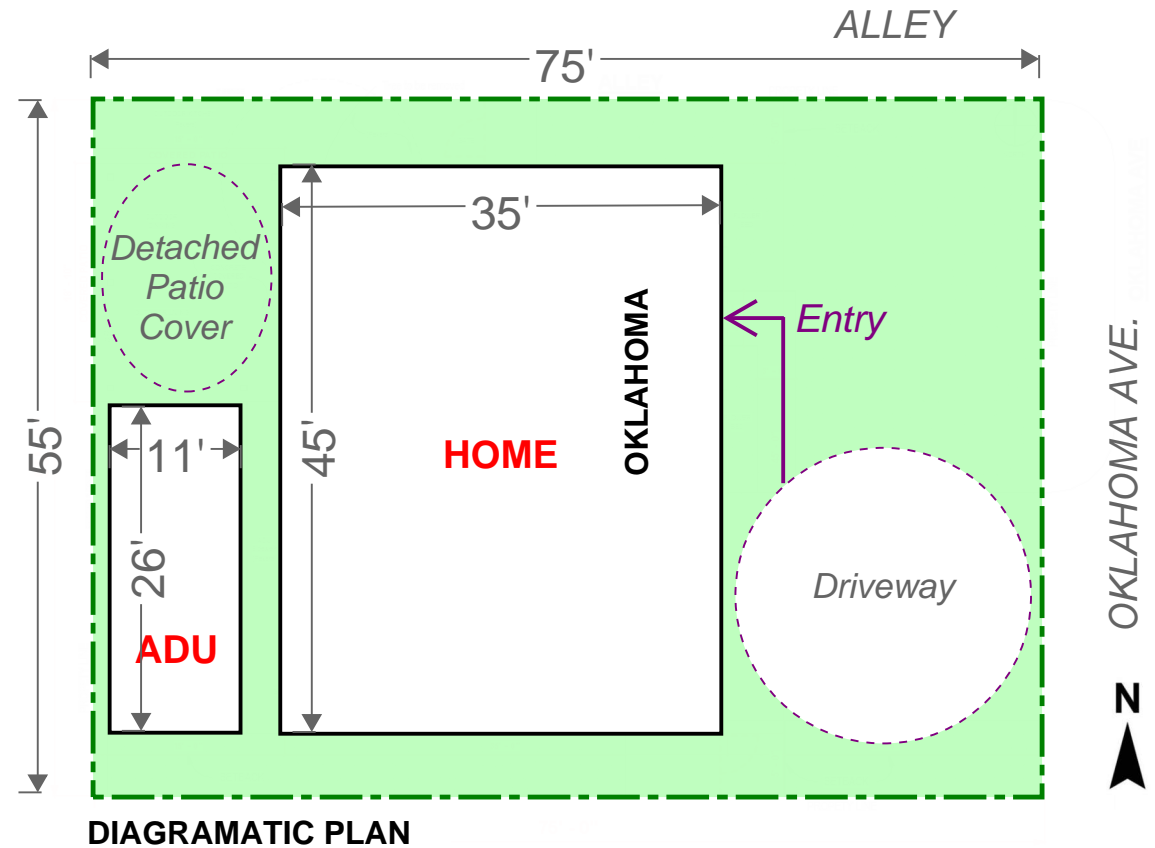 ALLEY
75'
35'
Detached
Patio
Cover
OKLAHOMA
Entry
OKLAHOMA AVE.
55'
11'
45'
HOME
26'
Driveway
ADU
N
DIAGRAMATIC PLAN